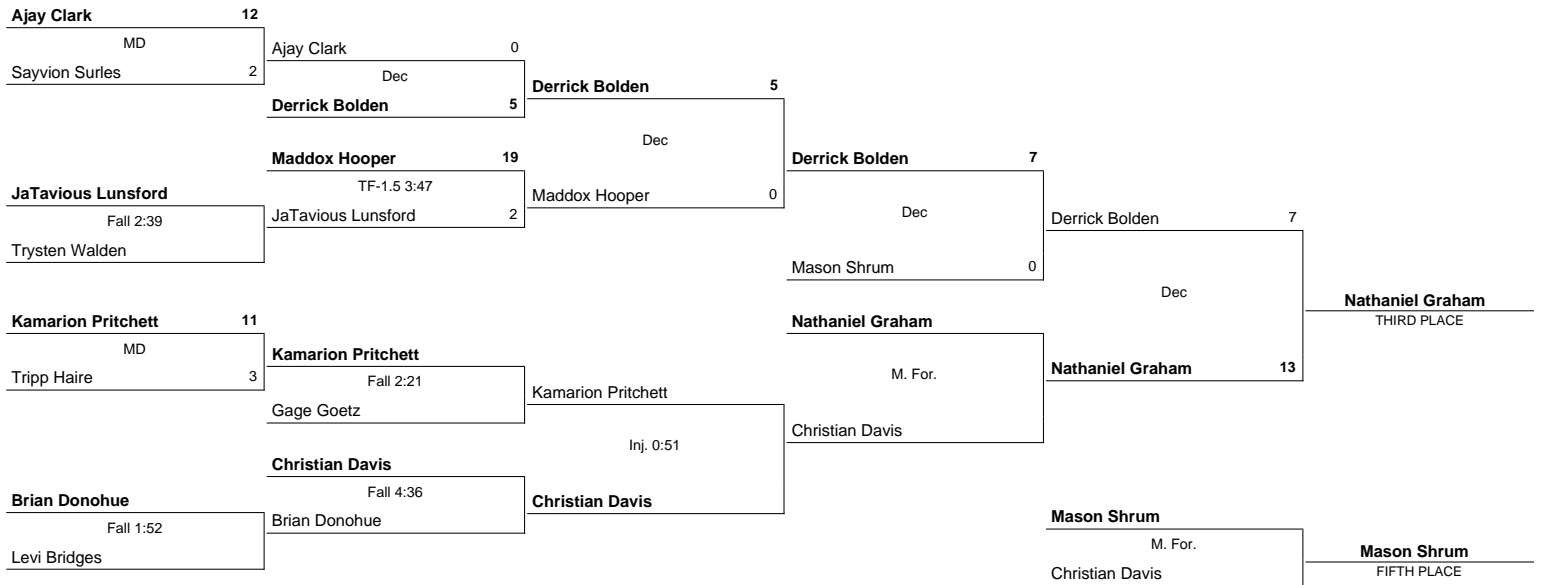 Ajay Clark 12
MD
Sayvion Surles 2
JaTavious Lunsford
Fall 2:39
Trysten Walden
Kamarion Pritchett 11
MD
Tripp Haire 3
Brian Donohue
Fall 1:52
Levi Bridges
Ajay Clark 0
Dec
Derrick Bolden 5
Maddox Hooper 19
TF-1.5 3:47
JaTavious Lunsford 2
Kamarion Pritchett
Fall 2:21
Gage Goetz
Christian Davis
Fall 4:36
Brian Donohue
Derrick Bolden 5
Dec
Maddox Hooper 0
Kamarion Pritchett
Inj. 0:51
Christian Davis
Derrick Bolden 7
Dec
Mason Shrum 0
Nathaniel Graham
M. For.
Christian Davis
Derrick Bolden 7
Dec
Nathaniel Graham 13
Mason Shrum
M. For.
Christian Davis
Nathaniel Graham
THIRD PLACE
Mason Shrum
FIFTH PLACE